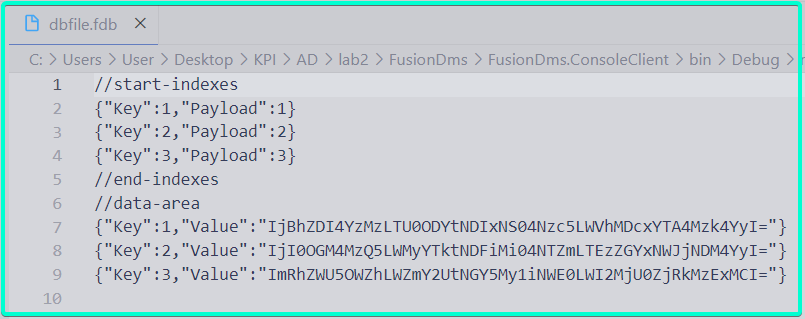 dbfile.fdb ×
C: > Users > User > Desktop > KPI > AD > lab2 > FusionDms > FusionDms.ConsoleClient > bin > Debug >
1 //start-indexes
2 {"Key":1,"Payload":1}
3 {"Key":2,"Payload":2}
4 {"Key":3,"Payload":3}
5 //end-indexes
6 //data-area
7 {"Key":1,"Value":"IjBhZDI4YzMzLTU0ODYtNDIxNS04Nzc5LWVhMDcxYTA4Mzk4YyI="}
8 {"Key":2,"Value":"IjI0OGM4MzQ5LWMyYTktNDFiMi04NTZmLTEzZGYxNWJjNDM4YyI="}
9 {"Key":3,"Value":"ImRhZWU5OWZhLWZmY2UtNGY5My1iNWE0LWI2MjU0ZjRkMzExMCI="}
10